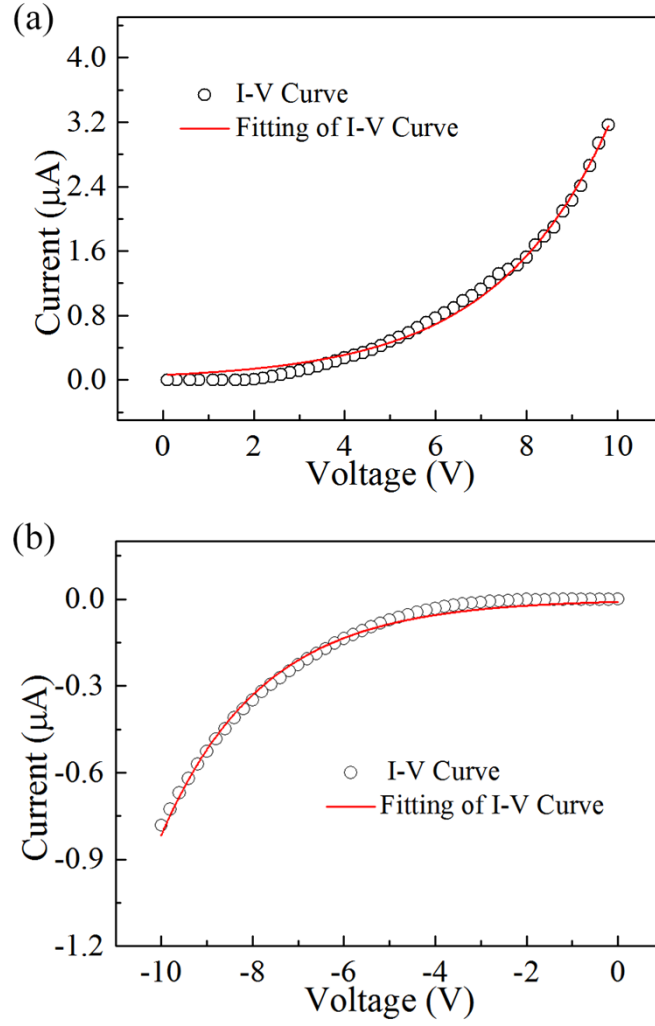 (a)
4.0
3.2
2.4
1.6
0.8
0.0
Current (μA)
I-V Curve
Fitting of I-V Curve
0 2 4 6 8 10
Voltage (V)
(b)
0.0
-0.3
-0.6
-0.9
-1.2
Current (μA)
I-V Curve
Fitting of I-V Curve
-10 -8 -6 -4 -2 0
Voltage (V)